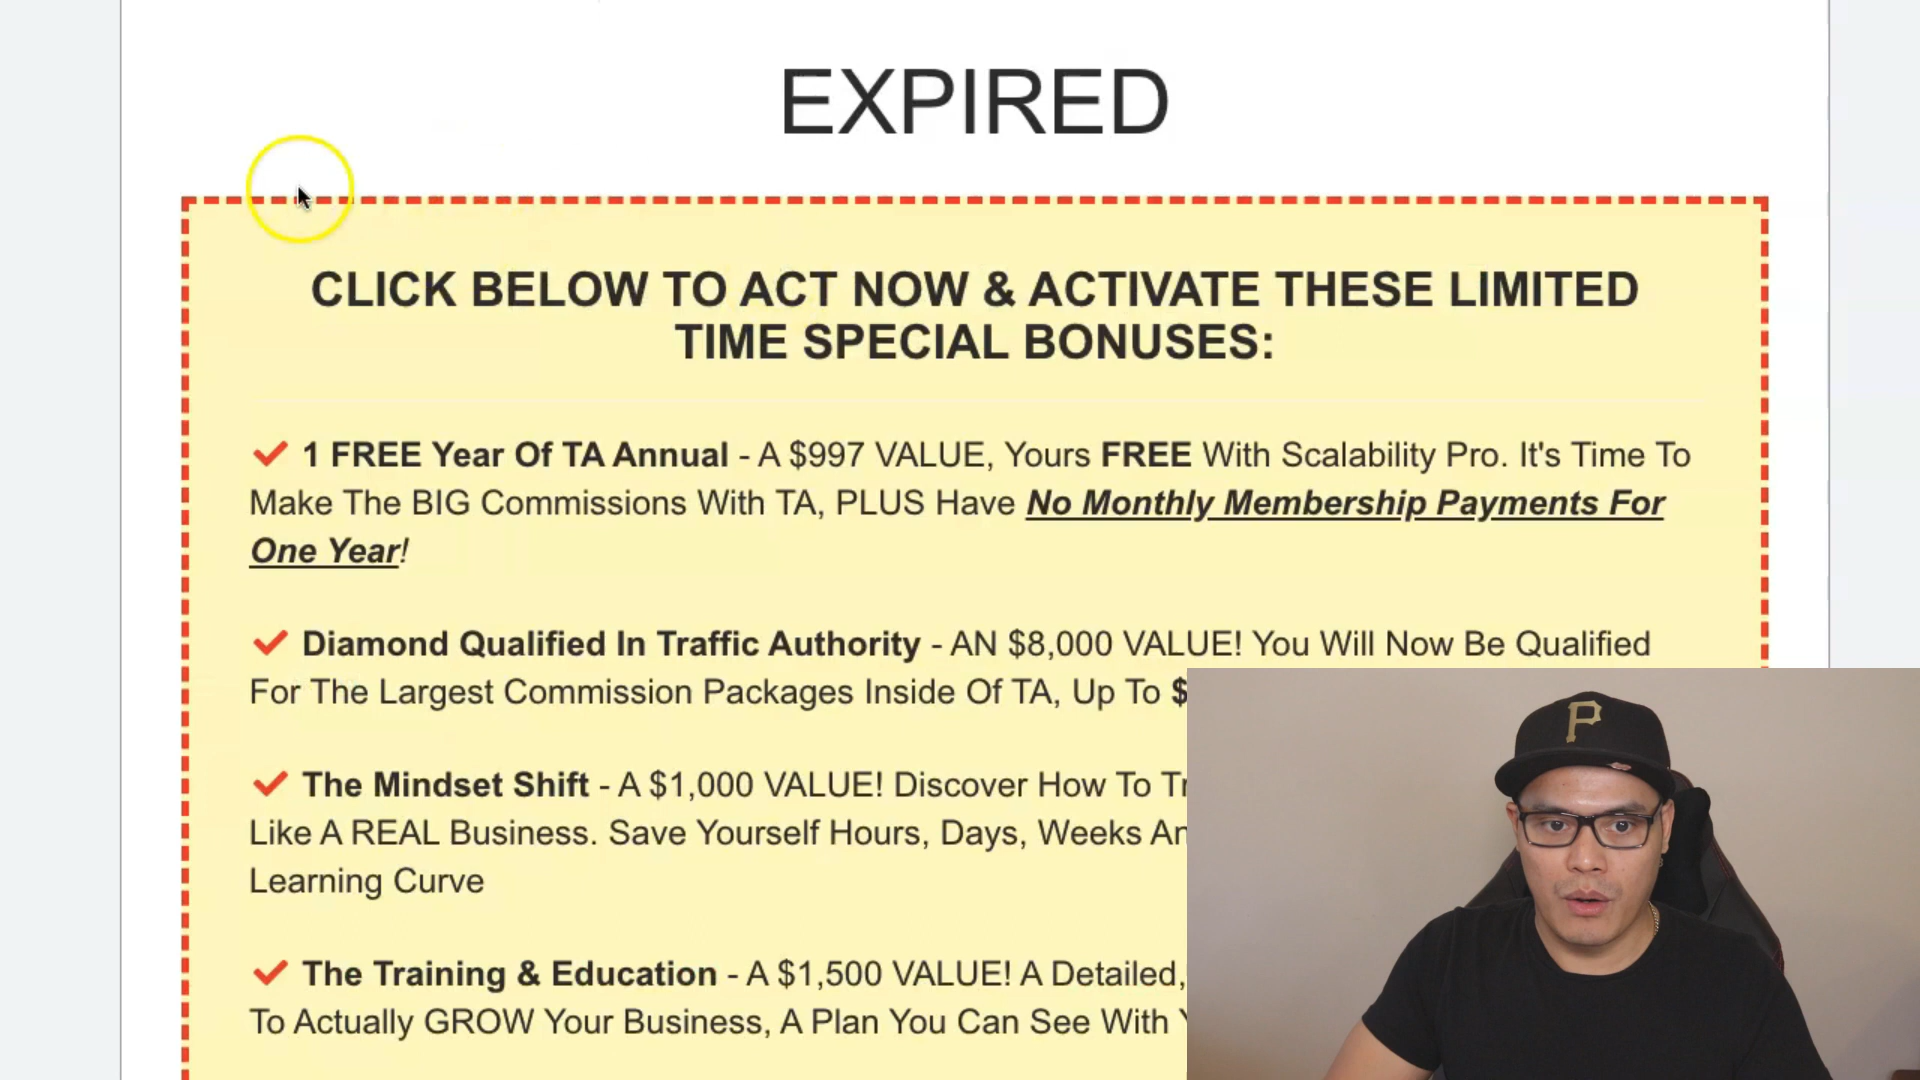 EXPIRED
CLICK BELOW TO ACT NOW & ACTIVATE THESE LIMITED
TIME SPECIAL BONUSES:
1 FREE Year Of TA Annual - A $997 VALUE, Yours FREE With Scalability Pro. It's Time To
Make The BIG Commissions With TA, PLUS Have No Monthly Membership Payments For
One Year!
Diamond Qualified In Traffic Authority - AN $8,000 VALUE! You Will Now Be Qualified
For The Largest Commission Packages Inside Of TA, Up To $
The Mindset Shift - A $1,000 VALUE! Discover How To
Like A REAL Business. Save Yourself Hours, Days, Weeks
Learning Curve
The Training & Education - A $1,500 VALUE! A Detailed,
To Actually GROW Your Business, A Plan You Can See With
P